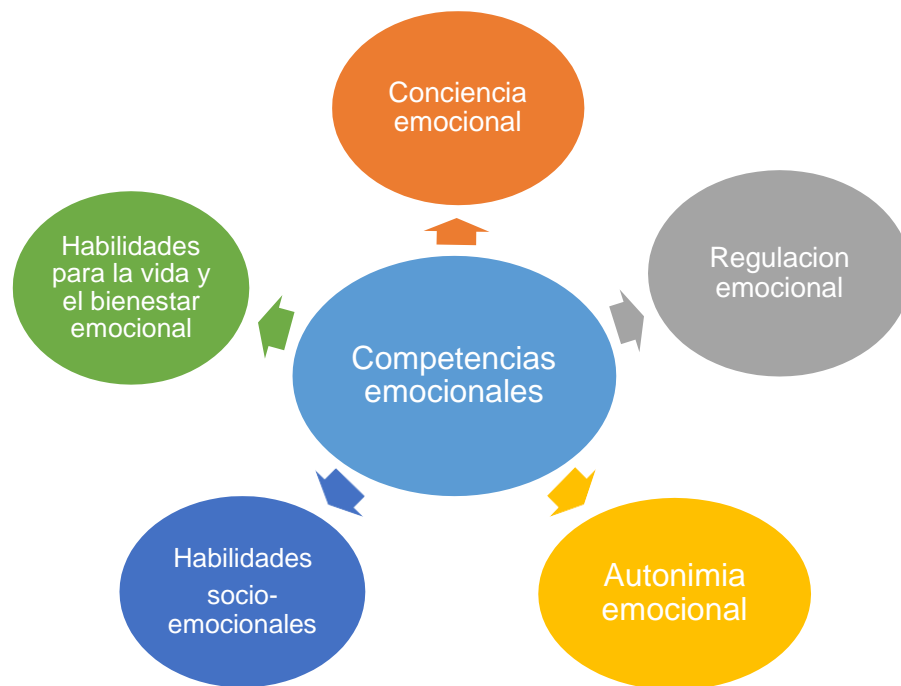 Conciencia
emocional
Regulacion
emocional
Habilidades
para la vida y
el bienestar
emocional
Competencias
emocionales
Habilidades
socio-
emocionales
Autonimia
emocional